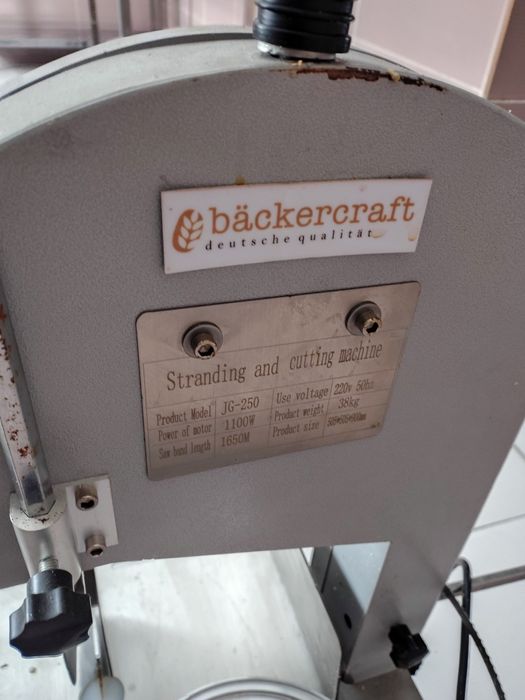 bäckercraft
deutsche qualität
Stranding and cutting machine
Product Model JG-250 Use voltage 220v 50hz
Power of motor 1100W Product weight 38kg
Saw band length 1650M Product size